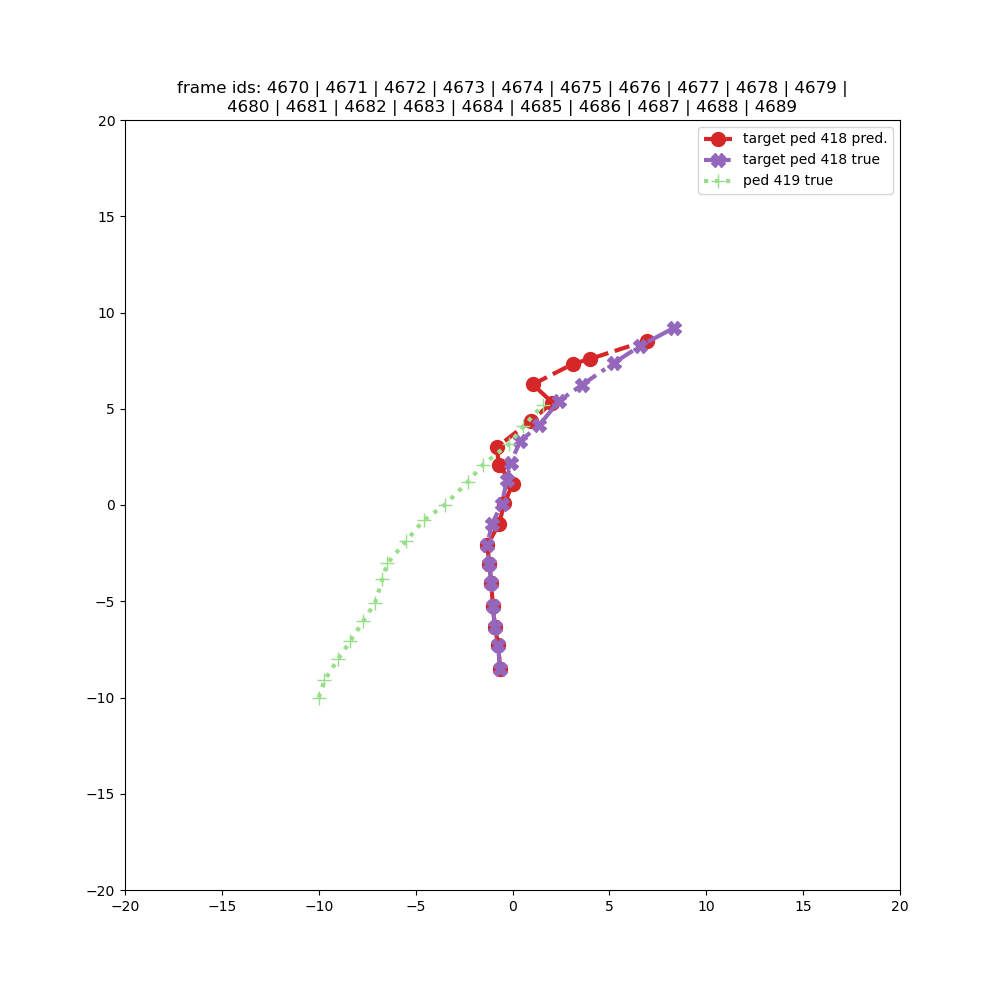 frame ids: 4670 | 4671 | 4672 | 4673 | 4674 | 4675 | 4676 | 4677 | 4678 | 4679 |
4680 | 4681 | 4682 | 4683 | 4684 | 4685 | 4686 | 4687 | 4688 | 4689
target ped 418 pred.
target ped 418 true
ped 419 true
20
15
10
5
0
−5
−10
−15
−20
−20 −15 −10 −5 0 5 10 15 20